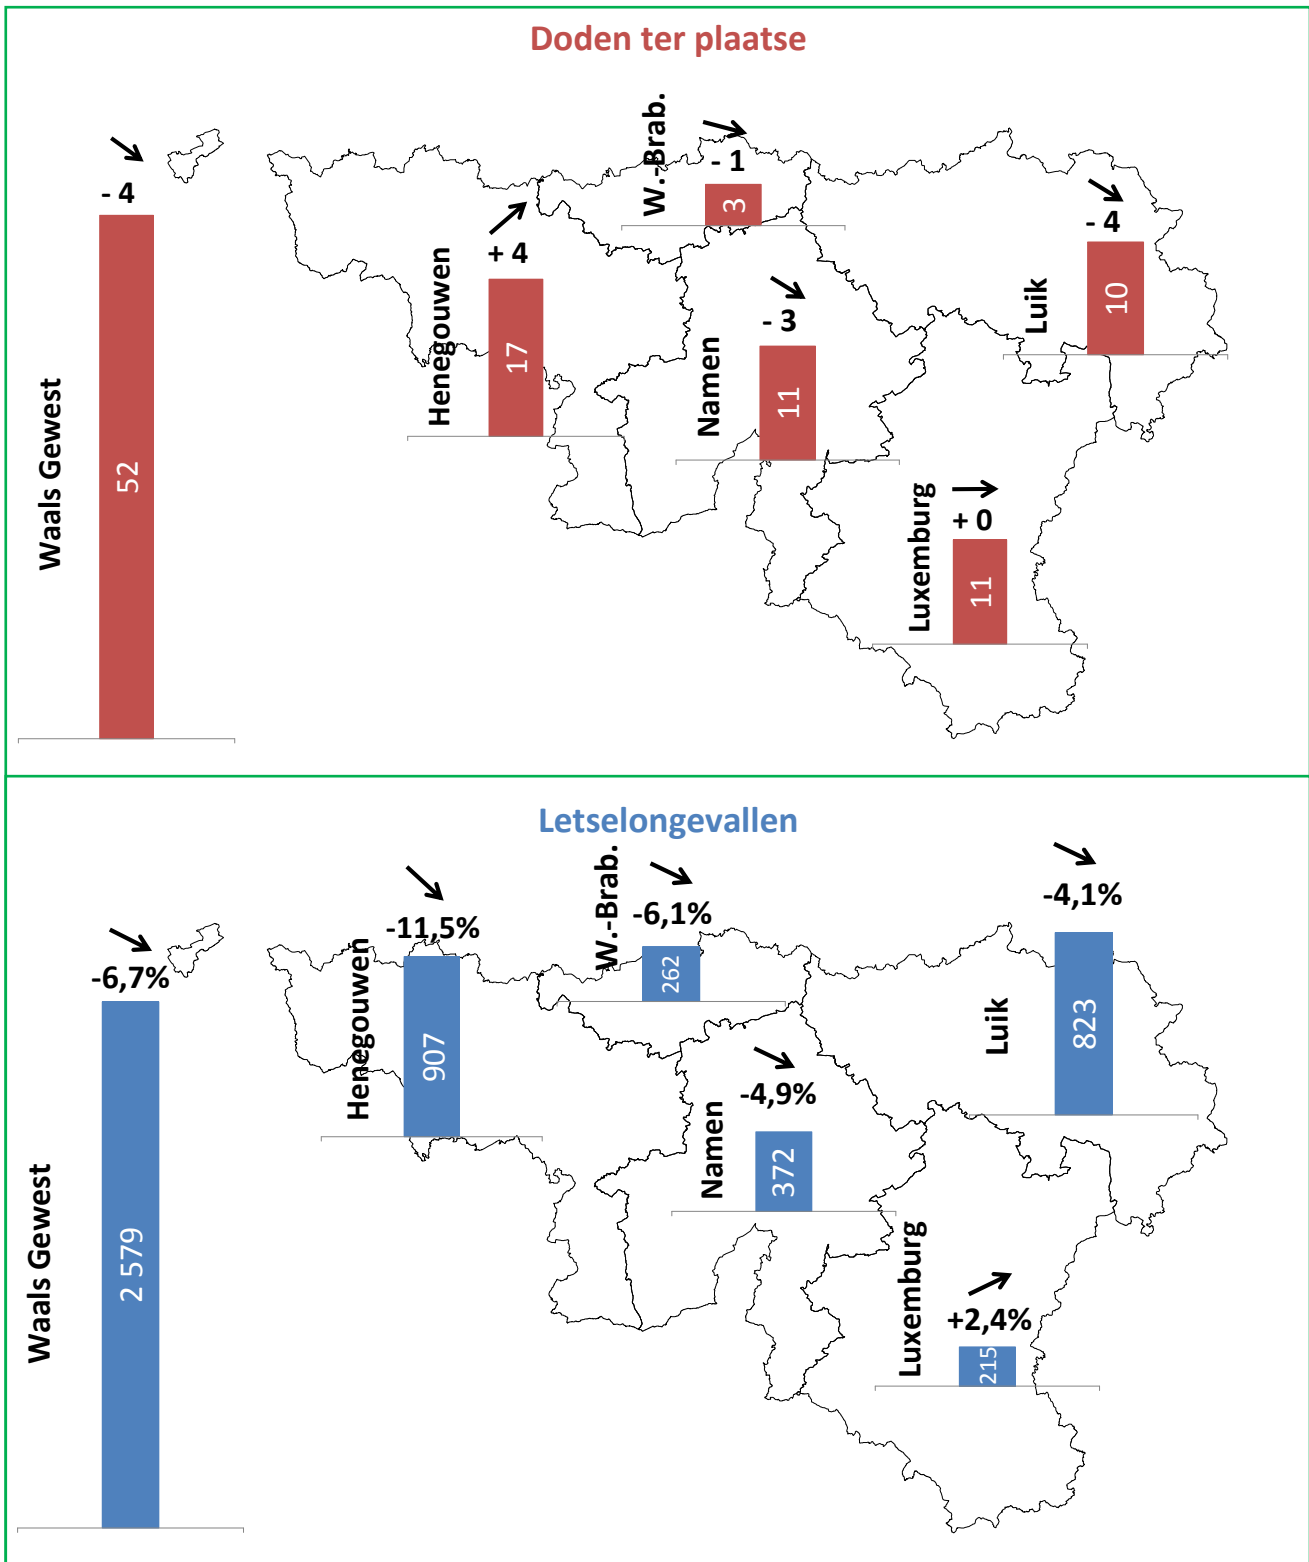 Doden ter plaatse
Waals Gewest
- 4
52
Henegouwen
+ 4
17
W.-Brab.
- 1
3
Namen
- 3
11
Luik
- 4
10
Luxemburg
+ 0
11
Letselongevallen
Waals Gewest
-6,7%
2 579
Henegouwen
-11,5%
907
W.-Brab.
-6,1%
262
Namen
-4,9%
372
Luik
-4,1%
823
Luxemburg
+2,4%
215